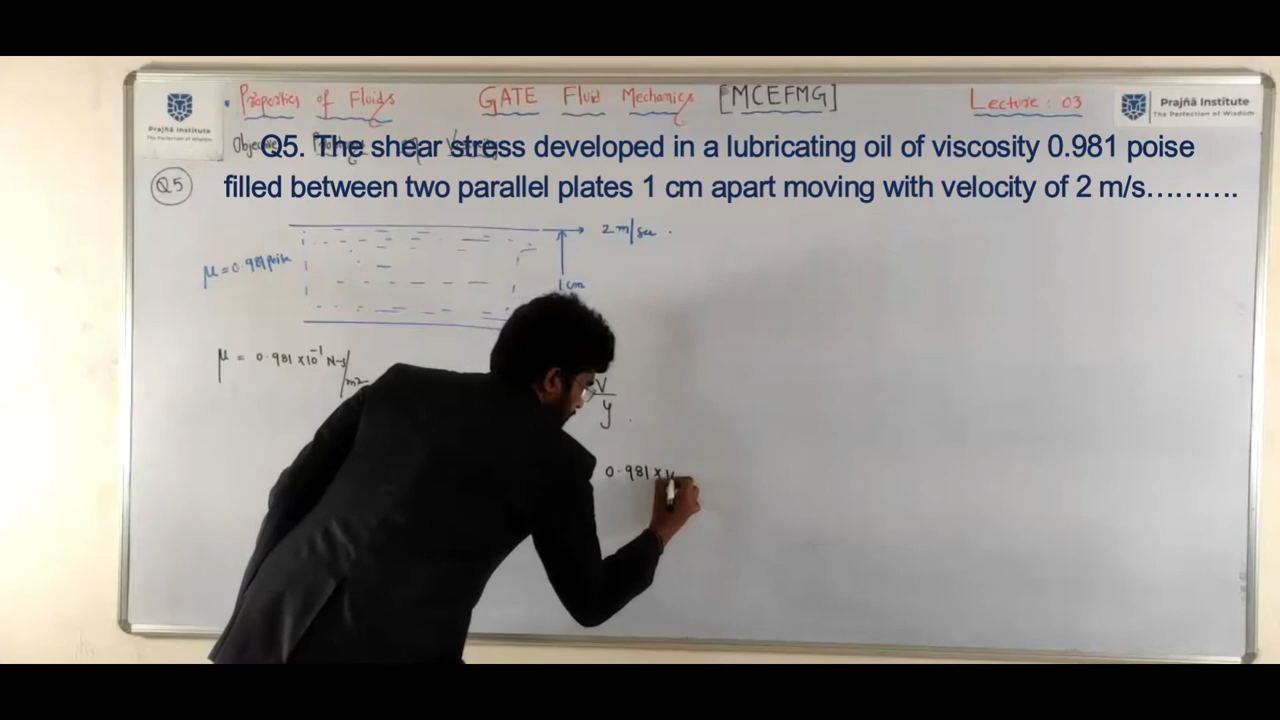 Properties of Fluids GATE Fluid Mechanics [MCEFMG] Lecture : 03
Prajñā Institute
The Perfection of Wisdom
Prajñā Institute
The Perfection of Wisdom
Q5. The shear stress developed in a lubricating oil of viscosity 0.981 poise
filled between two parallel plates 1 cm apart moving with velocity of 2 m/s……….
Q5
2 m/sec .
μ = 0.981 poise
1 cm
μ = 0.981 × 10⁻¹ N-s/m²
V/y .
0.981 ×